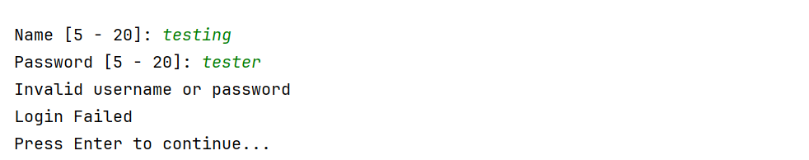 Name [5 - 20]: testing
Password [5 - 20]: tester
Invalid username or password
Login Failed
Press Enter to continue...